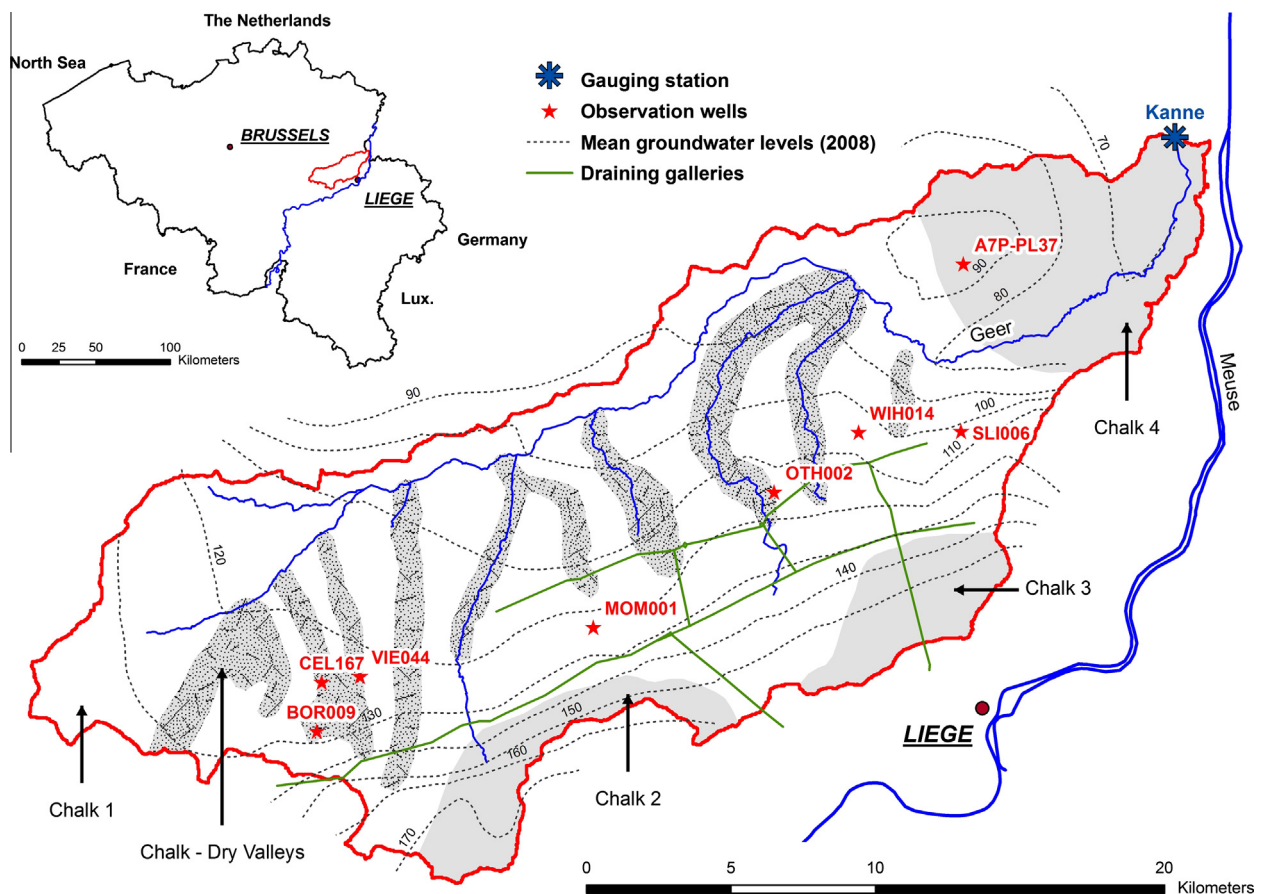 The Netherlands
North Sea
BRUSSELS
LIEGE
Germany
France
Lux.
0 25 50 100
Kilometers
Gauging station
Observation wells
Mean groundwater levels (2008)
Draining galleries
Kanne
70
A7P-PL37
90
80
Geer
Meuse
90
WIH014
100
SLI006
110
Chalk 4
OTH002
120
140
Chalk 3
MOM001
CEL167
VIE044
BOR009
130
150
160
LIEGE
Chalk 1
Chalk 2
170
Chalk - Dry Valleys
0 5 10 20
Kilometers